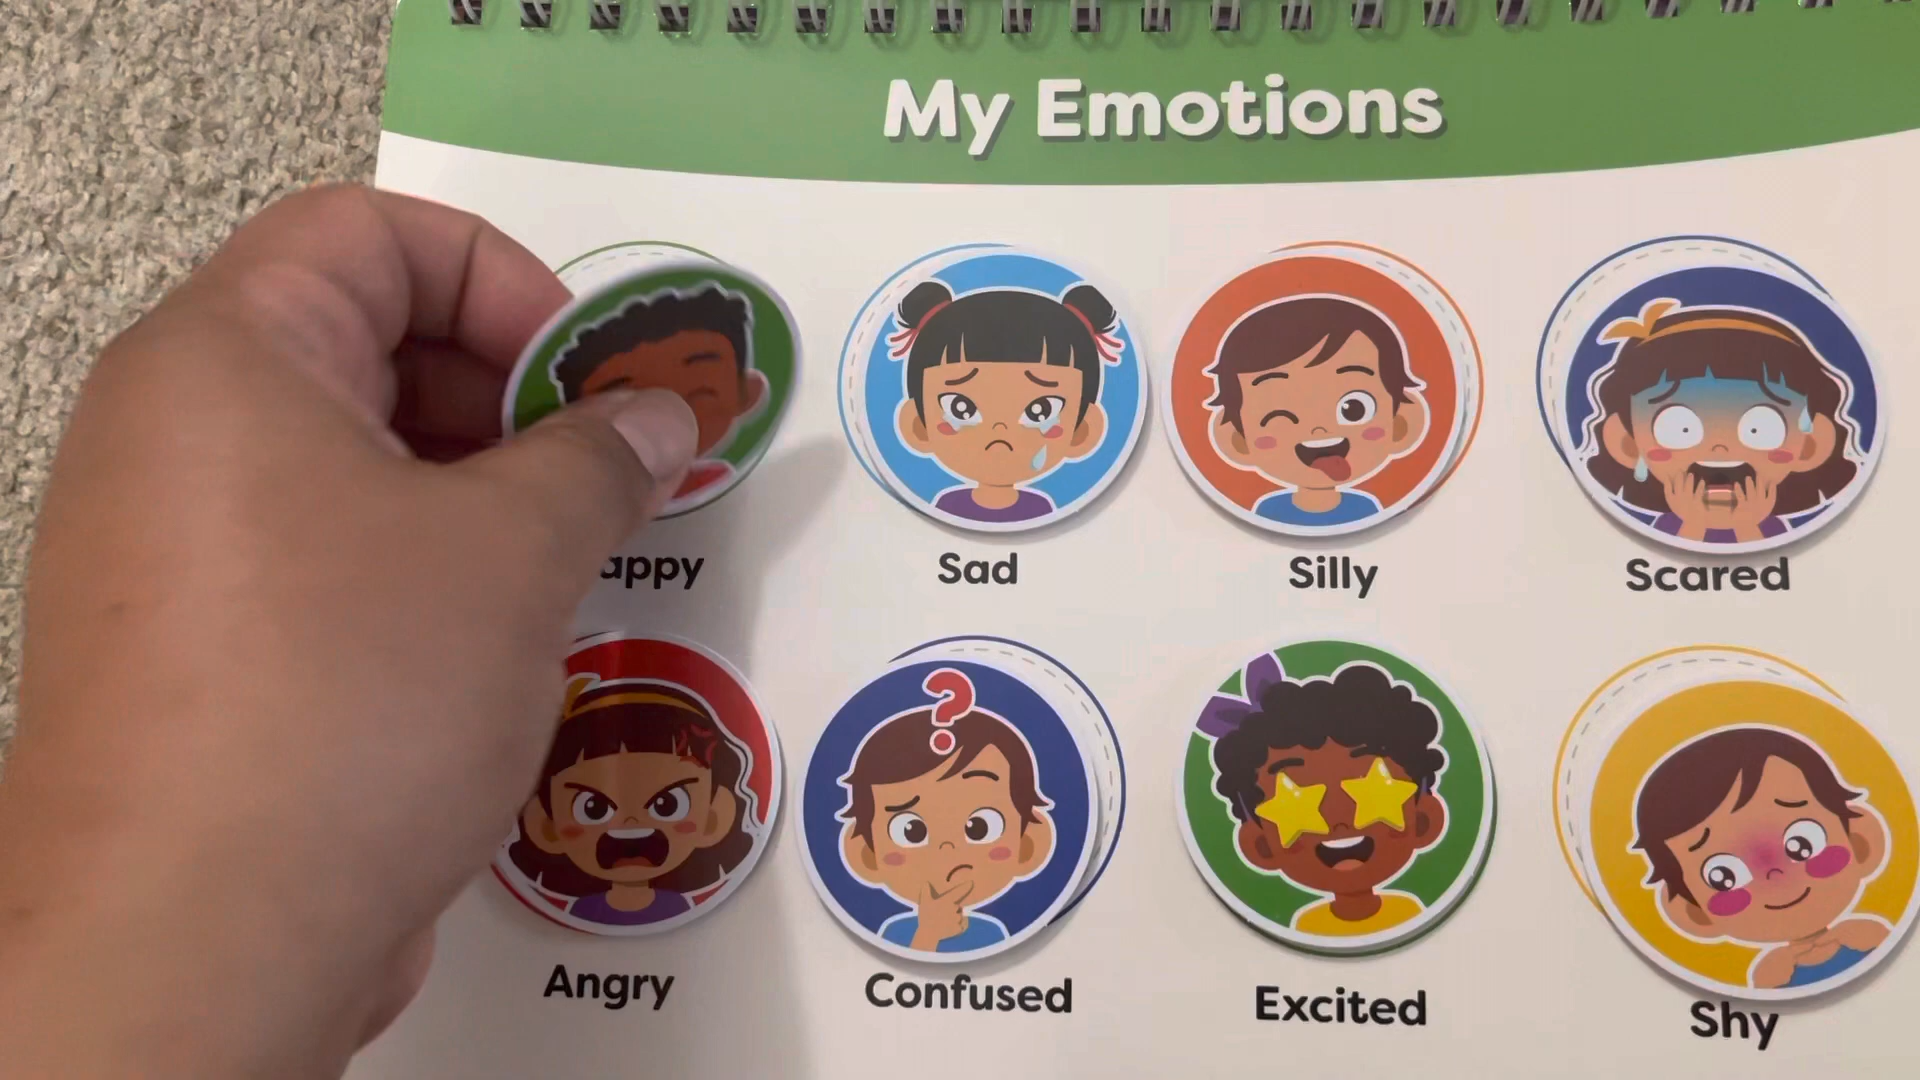 My Emotions
appy
Sad
Silly
Scared
?
Angry
Confused
Excited
Shy